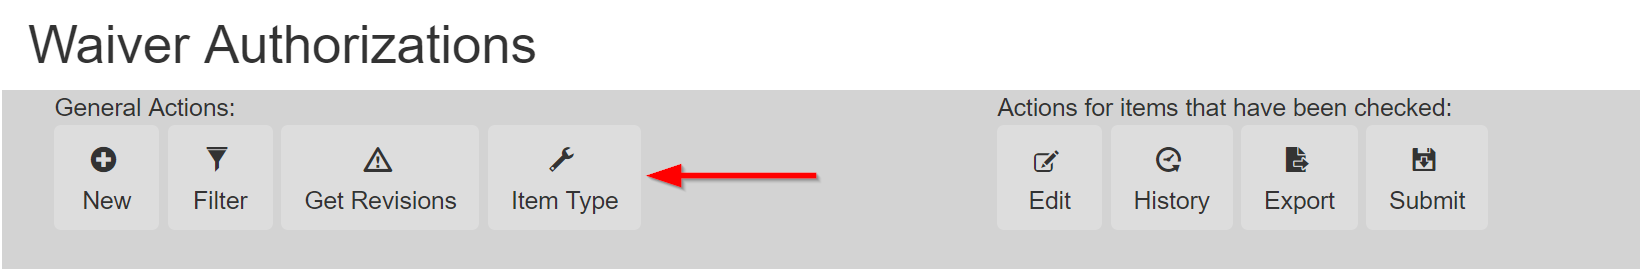 Waiver Authorizations
General Actions:
New Filter Get Revisions Item Type
Actions for items that have been checked:
Edit History Export Submit